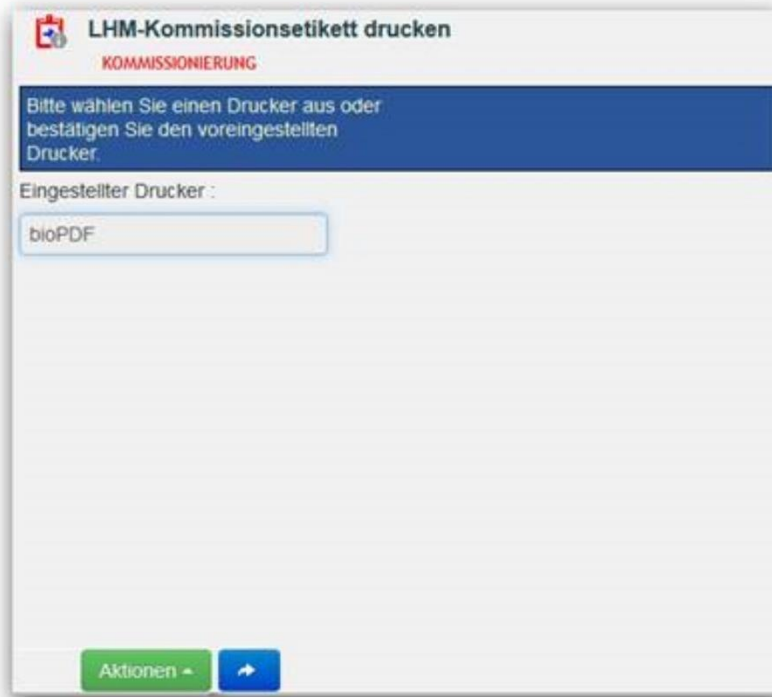 LHM-Kommissionsetikett drucken
KOMMISSIONIERUNG
Bitte wählen Sie einen Drucker aus oder
bestätigen Sie den voreingestellten
Drucker.
Eingestellter Drucker :
bioPDF
Aktionen